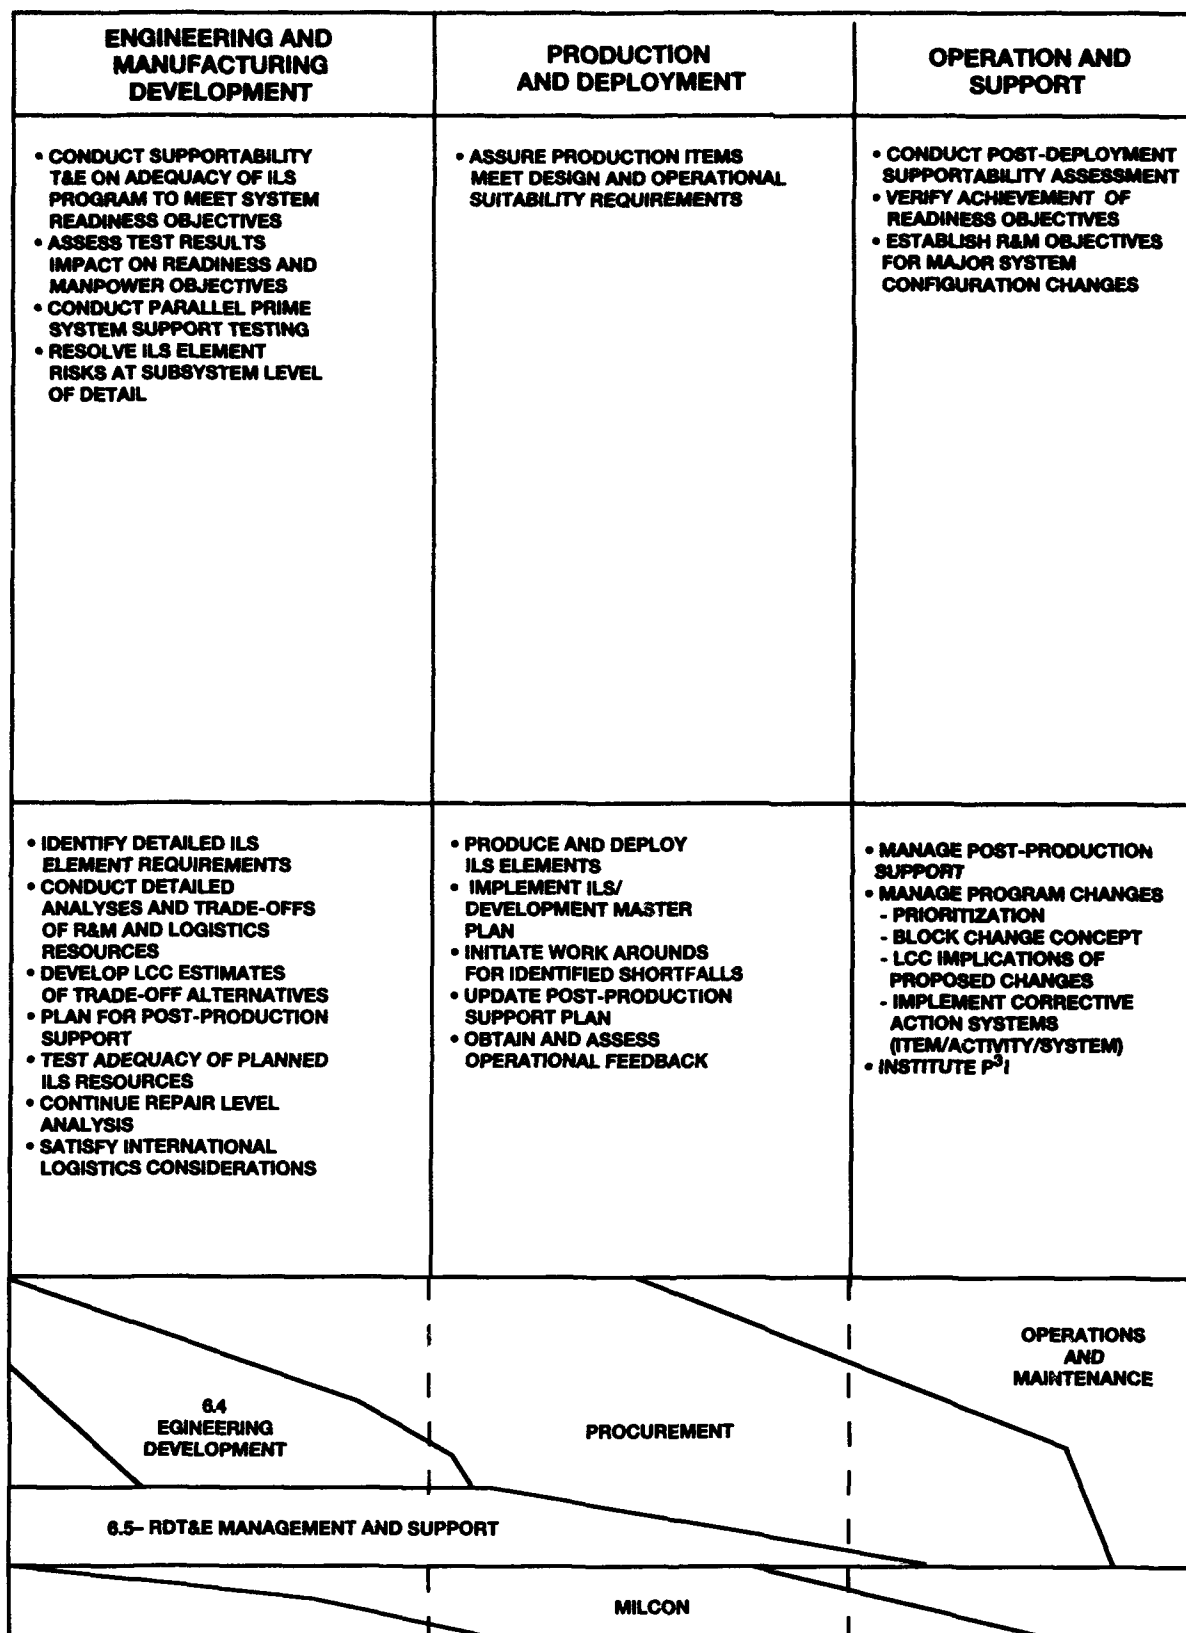 ENGINEERING AND
MANUFACTURING
DEVELOPMENT
PRODUCTION
AND DEPLOYMENT
OPERATION AND
SUPPORT
• CONDUCT SUPPORTABILITY
T&E ON ADEQUACY OF ILS
PROGRAM TO MEET SYSTEM
READINESS OBJECTIVES
• ASSESS TEST RESULTS
IMPACT ON READINESS AND
MANPOWER OBJECTIVES
• CONDUCT PARALLEL PRIME
SYSTEM SUPPORT TESTING
• RESOLVE ILS ELEMENT
RISKS AT SUBSYSTEM LEVEL
OF DETAIL
• ASSURE PRODUCTION ITEMS
MEET DESIGN AND OPERATIONAL
SUITABILITY REQUIREMENTS
• CONDUCT POST-DEPLOYMENT
SUPPORTABILITY ASSESSMENT
• VERIFY ACHIEVEMENT OF
READINESS OBJECTIVES
• ESTABLISH R&M OBJECTIVES
FOR MAJOR SYSTEM
CONFIGURATION CHANGES
• IDENTIFY DETAILED ILS
ELEMENT REQUIREMENTS
• CONDUCT DETAILED
ANALYSES AND TRADE-OFFS
OF R&M AND LOGISTICS
RESOURCES
• DEVELOP LCC ESTIMATES
OF TRADE-OFF ALTERNATIVES
• PLAN FOR POST-PRODUCTION
SUPPORT
• TEST ADEQUACY OF PLANNED
ILS RESOURCES
• CONTINUE REPAIR LEVEL
ANALYSIS
• SATISFY INTERNATIONAL
LOGISTICS CONSIDERATIONS
• PRODUCE AND DEPLOY
ILS ELEMENTS
• IMPLEMENT ILS/
DEVELOPMENT MASTER
PLAN
• INITIATE WORK AROUNDS
FOR IDENTIFIED SHORTFALLS
• UPDATE POST-PRODUCTION
SUPPORT PLAN
• OBTAIN AND ASSESS
OPERATIONAL FEEDBACK
• MANAGE POST-PRODUCTION
SUPPORT
• MANAGE PROGRAM CHANGES
- PRIORITIZATION
- BLOCK CHANGE CONCEPT
- LCC IMPLICATIONS OF
PROPOSED CHANGES
- IMPLEMENT CORRECTIVE
ACTION SYSTEMS
(ITEM/ACTIVITY/SYSTEM)
• INSTITUTE P³I
6.4
EGINEERING
DEVELOPMENT
PROCUREMENT
OPERATIONS
AND
MAINTENANCE
6.5– RDT&E MANAGEMENT AND SUPPORT
MILCON